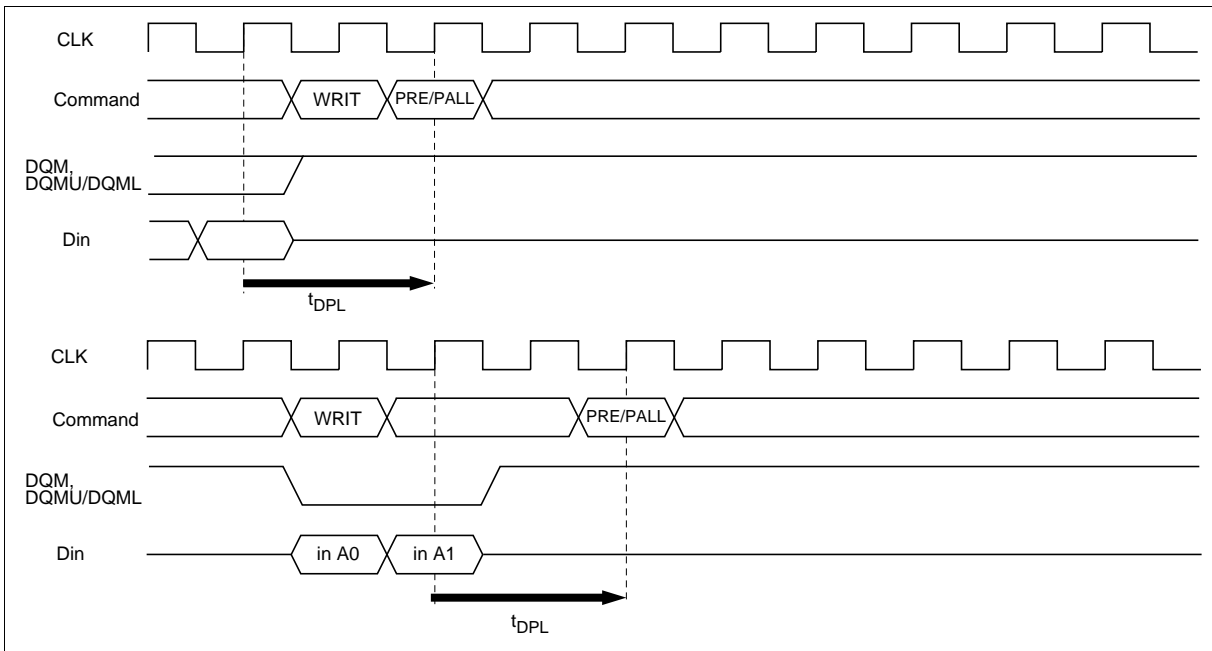 CLK
Command WRIT PRE/PALL
DQM,
DQMU/DQML
Din
tDPL
CLK
Command WRIT PRE/PALL
DQM,
DQMU/DQML
Din in A0 in A1
tDPL